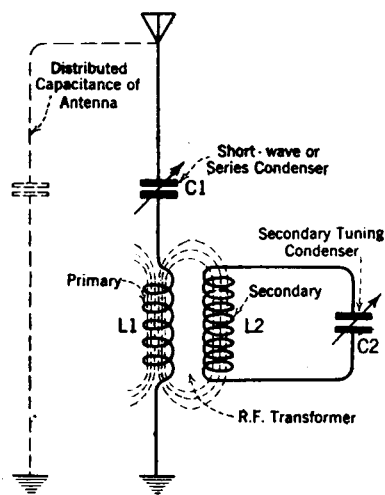 Distributed
Capacitance of
Antenna
Short-wave or
Series Condenser
C1
Secondary Tuning
Condenser
Primary
Secondary
L1
L2
C2
R.F. Transformer